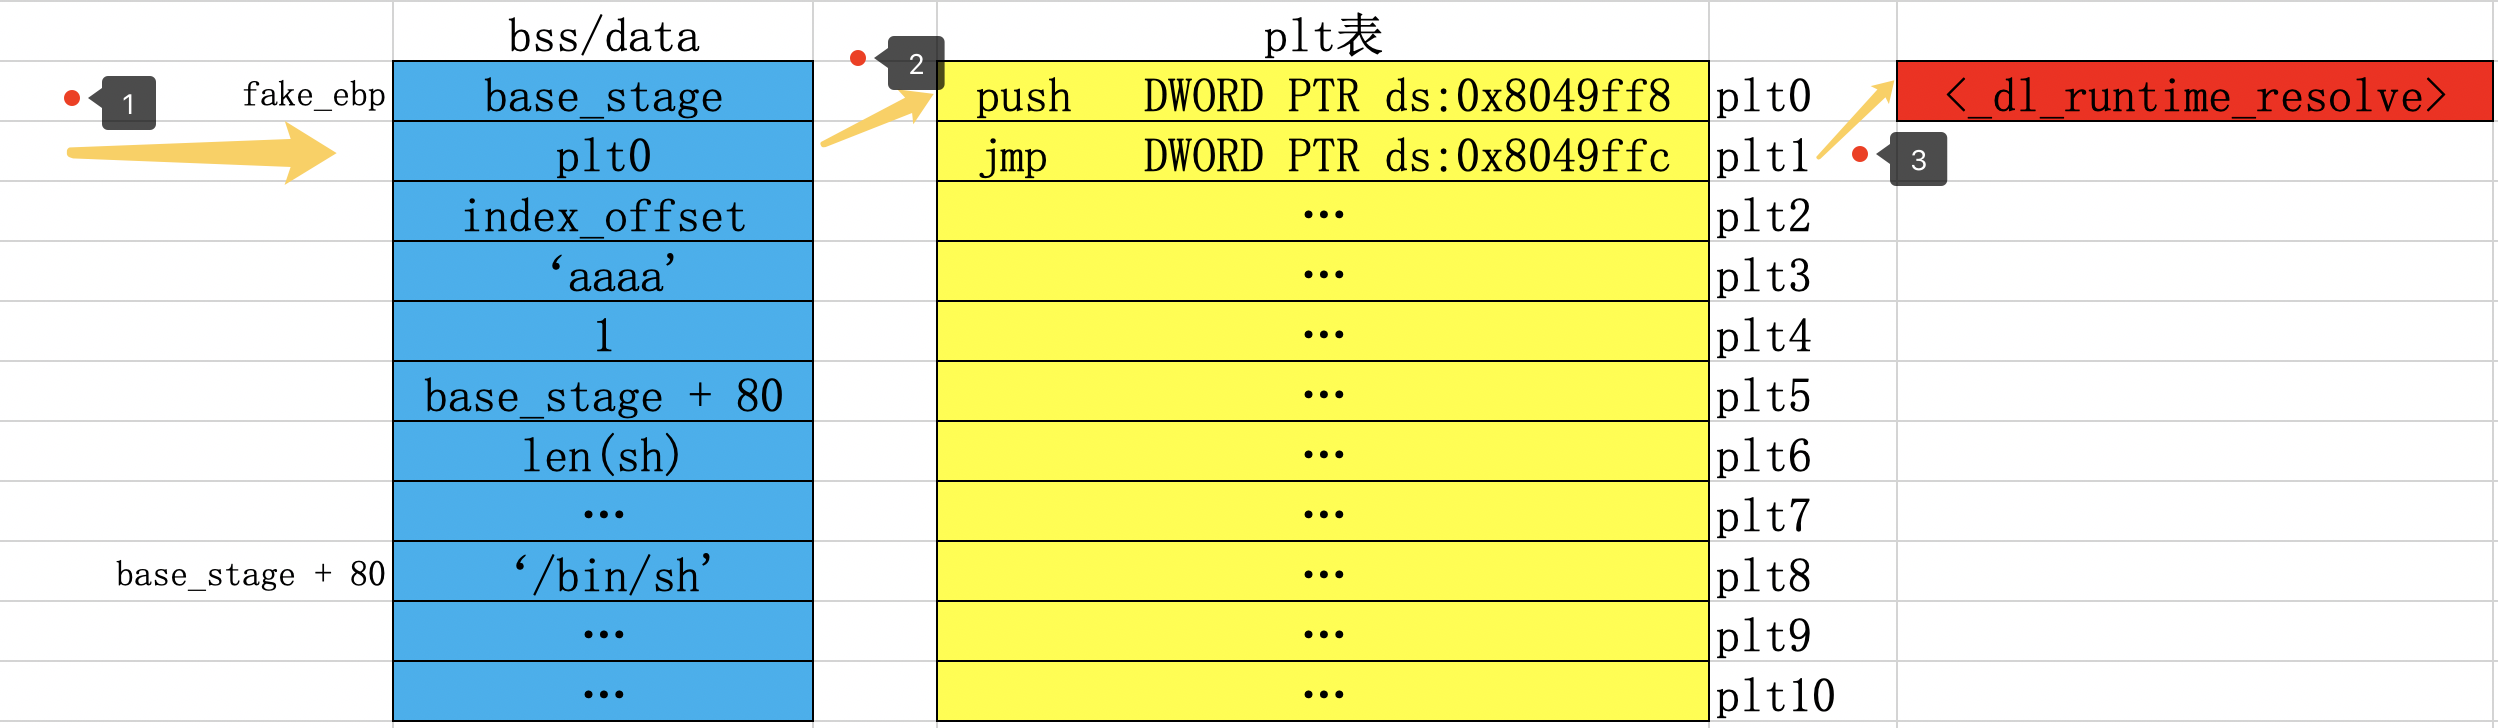 bss/data plt表
1 fake_ebp base_stage 2 push DWORD PTR ds:0x8049ff8 plt0 <_dl_runtime_resolve>
plt0 jmp DWORD PTR ds:0x8049ffc plt1 3
index_offset ... plt2
‘aaaa’ ... plt3
1 ... plt4
base_stage + 80 ... plt5
len(sh) ... plt6
... ... plt7
base_stage + 80 ‘/bin/sh’ ... plt8
... ... plt9
... ... plt10